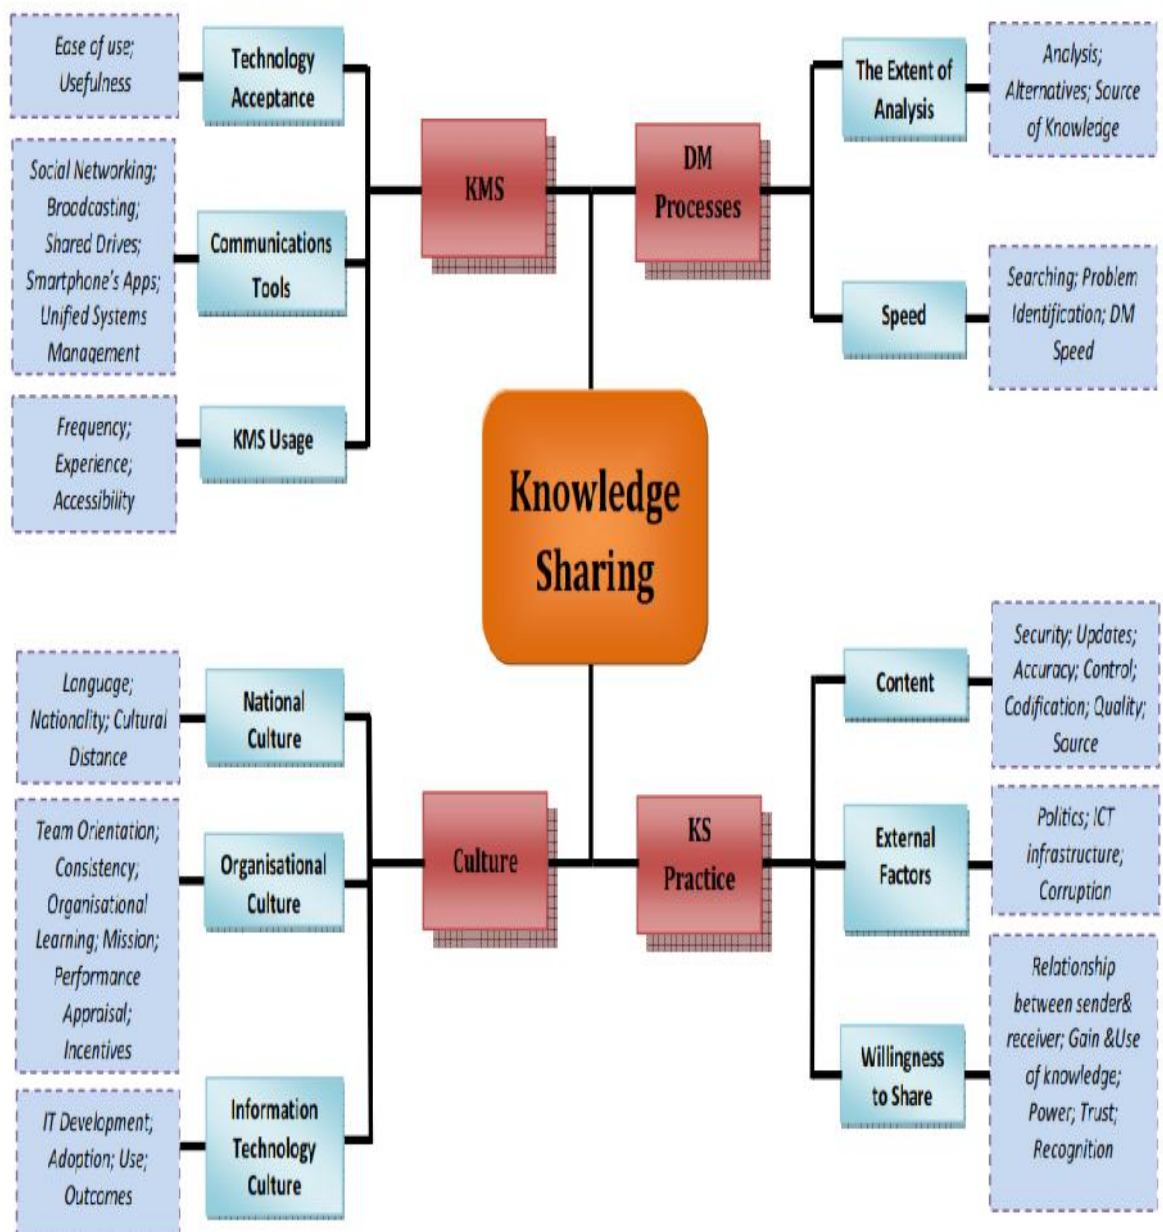 Ease of use;
Usefulness
Technology
Acceptance
Social Networking;
Broadcasting;
Shared Drives;
Smartphone's Apps;
Unified Systems
Management
Communications
Tools
Frequency;
Experience;
Accessibility
KMS Usage
KMS
DM
Processes
The Extent of
Analysis
Analysis;
Alternatives; Source
of Knowledge
Speed
Searching; Problem
Identification; DM
Speed
Knowledge
Sharing
Language;
Nationality; Cultural
Distance
National
Culture
Team Orientation;
Consistency;
Organisational
Learning; Mission;
Performance
Appraisal;
Incentives
Organisational
Culture
IT Development;
Adoption; Use;
Outcomes
Information
Technology
Culture
Culture
KS
Practice
Content
Security; Updates;
Accuracy; Control;
Codification; Quality;
Source
External
Factors
Politics; ICT
infrastructure;
Corruption
Willingness
to Share
Relationship
between sender&
receiver; Gain &Use
of knowledge;
Power; Trust;
Recognition